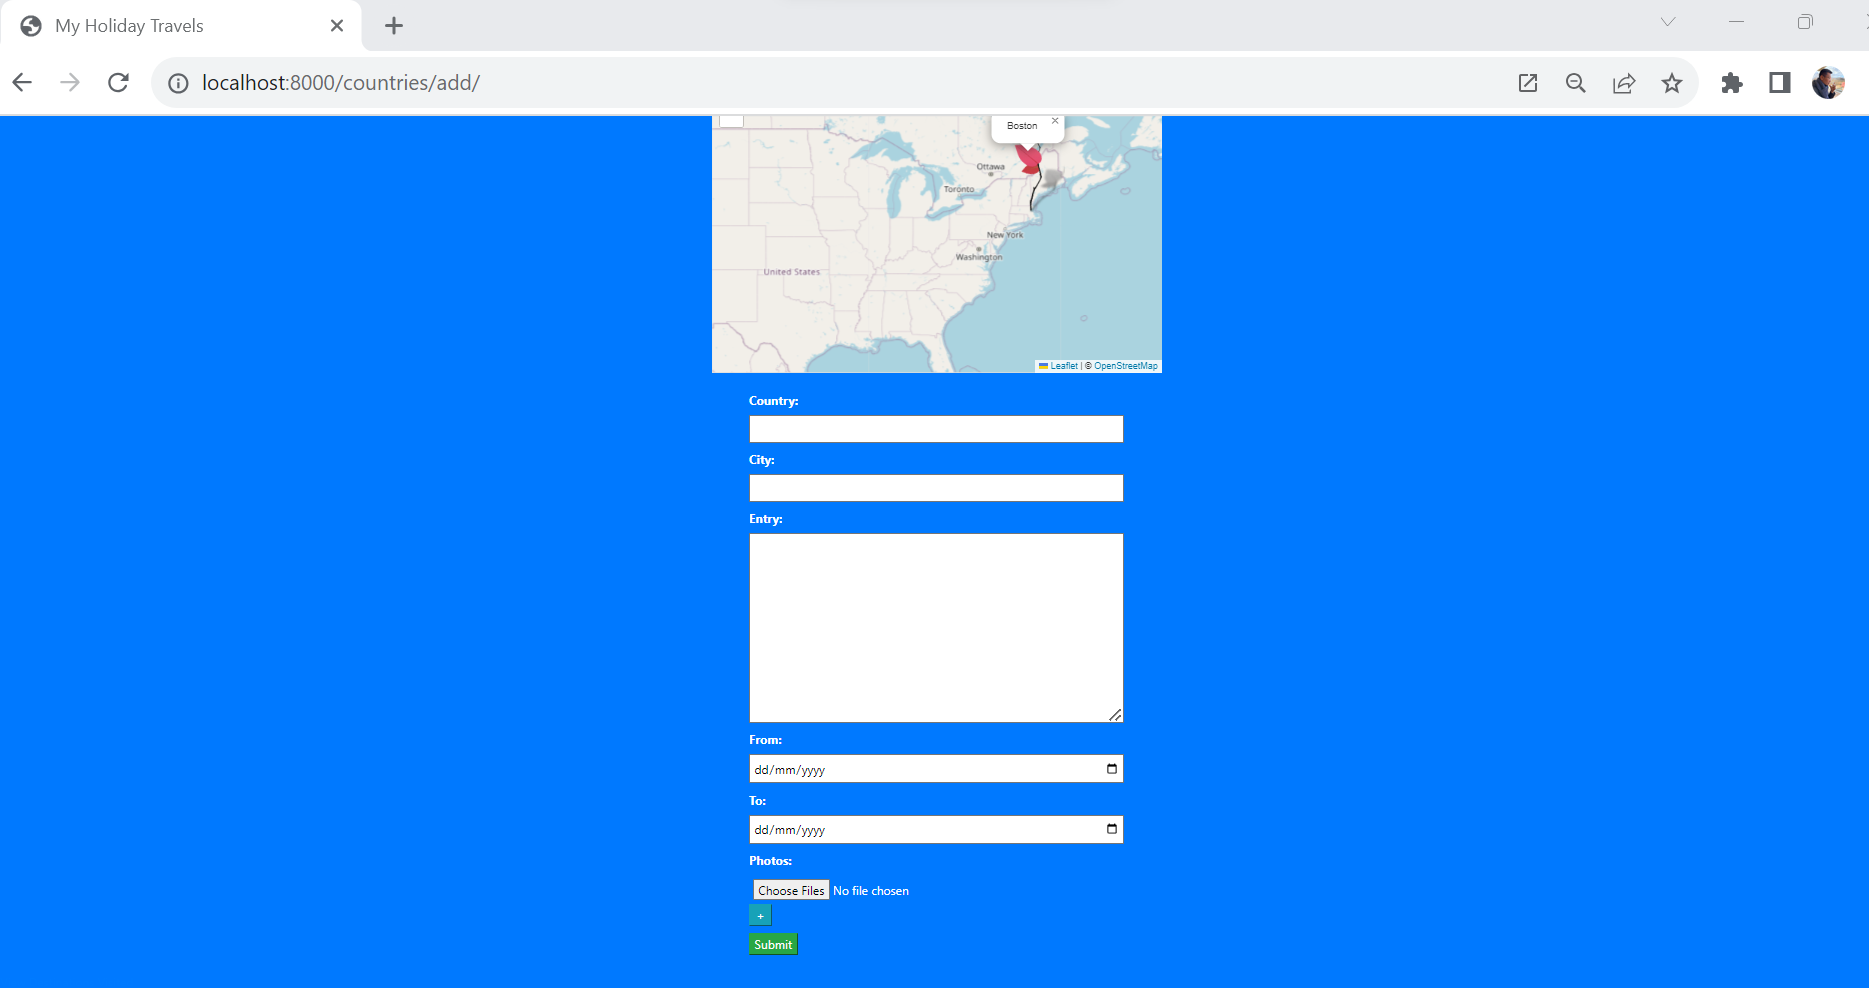 My Holiday Travels
localhost:8000/countries/add/
Boston
×
Ottawa
Toronto
New York
Washington
United States
Leaflet | © OpenStreetMap
Country:
City:
Entry:
From:
dd/mm/yyyy
To:
dd/mm/yyyy
Photos:
Choose Files No file chosen
+
Submit